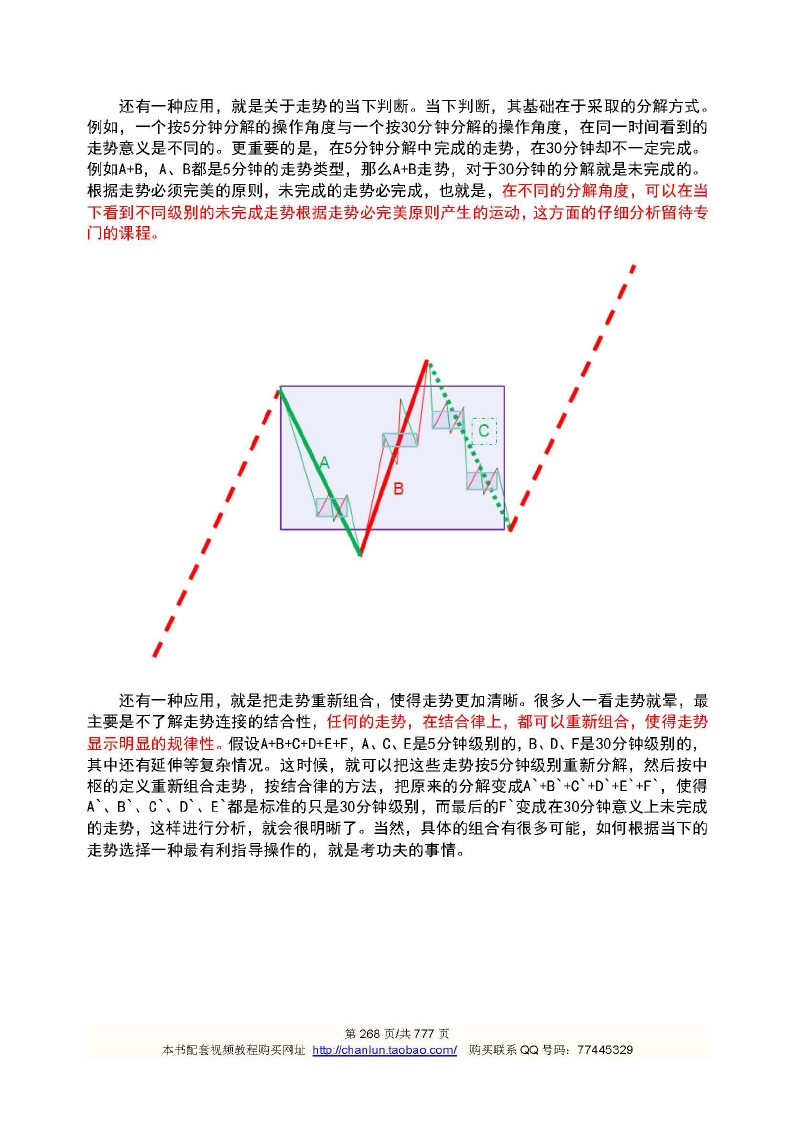 还有一种应用，就是关于走势的当下判断。当下判断，其基础在于采取的分解方式。
例如，一个按5分钟分解的操作角度与一个按30分钟分解的操作角度，在同一时间看到的
走势意义是不同的。更重要的是，在5分钟分解中完成的走势，在30分钟却不一定完成。
例如A+B，A、B都是5分钟的走势类型，那么A+B走势，对于30分钟的分解就是未完成的。
根据走势必须完美的原则，未完成的走势必完成，也就是，在不同的分解角度，可以在当
下看到不同级别的未完成走势根据走势必完美原则产生的运动，这方面的仔细分析留待专
门的课程。
A
B
C
还有一种应用，就是把走势重新组合，使得走势更加清晰。很多人一看走势就晕，最
主要是不了解走势连接的结合性，任何的走势，在结合律上，都可以重新组合，使得走势
显示明显的规律性。假设A+B+C+D+E+F，A、C、E是5分钟级别的，B、D、F是30分钟级别的，
其中还有延伸等复杂情况。这时候，就可以把这些走势按5分钟级别重新分解，然后按中
枢的定义重新组合走势，按结合律的方法，把原来的分解变成A`+B`+C`+D`+E`+F`，使得
A`、B`、C`、D`、E`都是标准的只是30分钟级别，而最后的F`变成在30分钟意义上未完成
的走势，这样进行分析，就会很明晰了。当然，具体的组合有很多可能，如何根据当下的
走势选择一种最有利指导操作的，就是考功夫的事情。
第 268 页/共 777 页
本书配套视频教程购买网址 http://chanlun.taobao.com/ 购买联系 QQ 号码：77445329